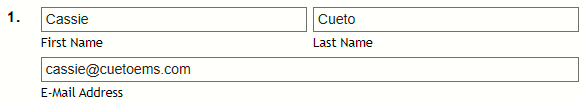 1. Cassie Cueto
First Name Last Name
cassie@cuetoems.com
E-Mail Address